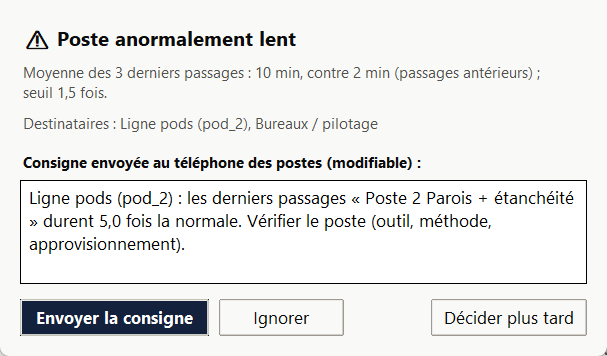 ⚠ Poste anormalement lent
Moyenne des 3 derniers passages : 10 min, contre 2 min (passages antérieurs) ;
seuil 1,5 fois.
Destinataires : Ligne pods (pod_2), Bureaux / pilotage
Consigne envoyée au téléphone des postes (modifiable) :
Ligne pods (pod_2) : les derniers passages « Poste 2 Parois + étanchéité
» durent 5,0 fois la normale. Vérifier le poste (outil, méthode,
approvisionnement).
Envoyer la consigne
Ignorer
Décider plus tard